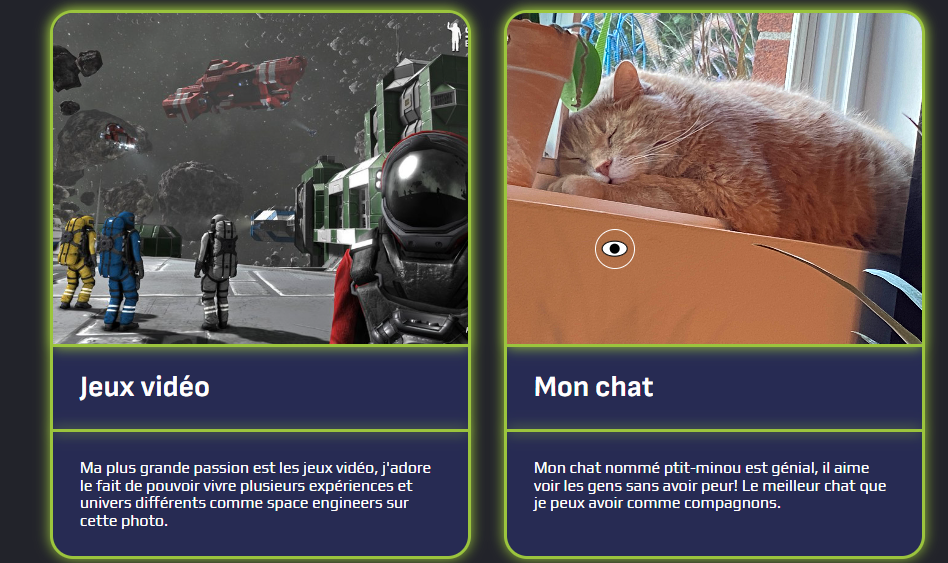 Jeux vidéo
Ma plus grande passion est les jeux vidéo, j'adore
le fait de pouvoir vivre plusieurs expériences et
univers différents comme space engineers sur
cette photo.
Mon chat
Mon chat nommé ptit-minou est génial, il aime
voir les gens sans avoir peur! Le meilleur chat que
je peux avoir comme compagnons.